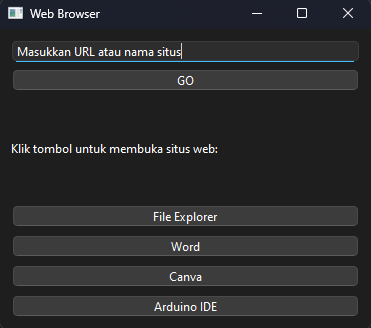 Web Browser
Masukkan URL atau nama situs
GO
Klik tombol untuk membuka situs web:
File Explorer
Word
Canva
Arduino IDE